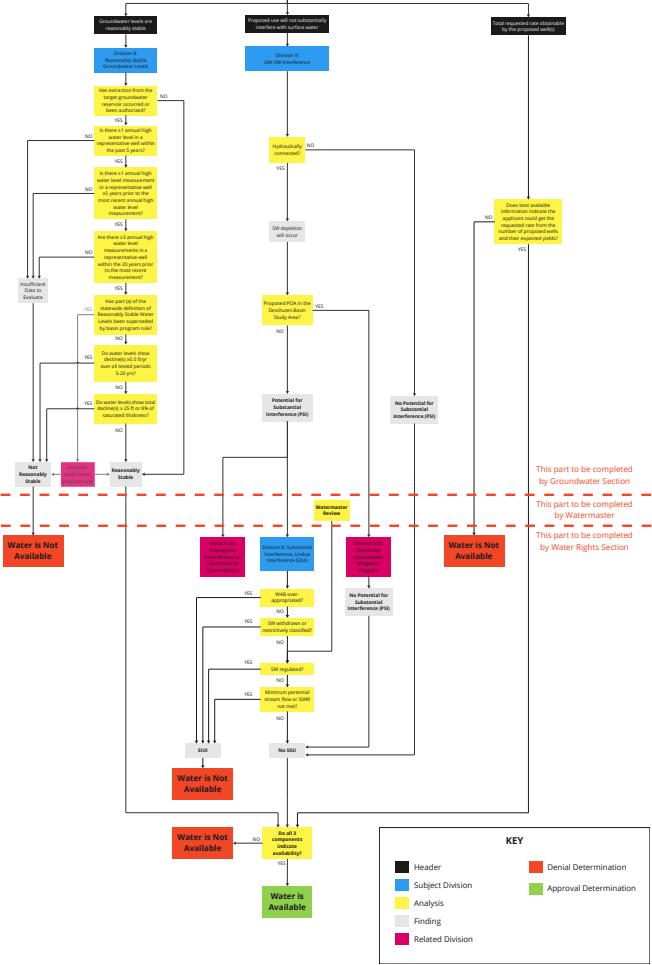 Groundwater levels are
reasonably stable
Proposed use will not substantially
interfere with surface water
Total requested rate obtainable
by the proposed well(s)
Division 8:
Reasonably Stable
Groundwater Levels
Division 9:
GW-SW Interference
Has extraction from the
target groundwater
reservoir occurred or
been authorized?
NO
YES
Is there ≥1 annual high
water level in a
representative well within
the past 5 years?
NO
YES
Is there ≥1 annual high
water level measurement
in a representative well
≥5 years prior to the
most recent annual high
water level
measurement?
NO
YES
Are there ≥3 annual high
water level
measurements in a
representative well
within the 20 years prior
to the most recent
measurement?
NO
YES
Insufficient
Data to
Evaluate
Has part (a) of the
statewide definition of
Reasonably Stable Water
Levels been superseded
by basin program rule?
YES
NO
Do water levels show
decline(s) ≥0.5 ft/yr
over all tested periods
5-20-yrs?
YES
NO
Do water levels show total
decline(s) ≥ 25 ft or 8% of
saturated thickness?
YES
NO
Not
Reasonably
Stable
Reasonably
Stable
Hydraulically
connected?
NO
YES
SW depletion
will occur
Proposed POA in the
Deschutes Basin
Study Area?
YES
NO
Potential for
Substantial
Interference (PSI)
No Potential for
Substantial
Interference (PSI)
Does best available
information indicate the
applicant could get the
requested rate from the
number of proposed wells
and their expected yields?
NO
YES
This part to be completed
by Groundwater Section
This part to be completed
by Watermaster
This part to be completed
by Water Rights Section
Watermaster
Review
Water is Not
Available
Water is Not
Available
Division 9: Substantial
Interference, Undue
Interference (SIUI)
No Potential for
Substantial
Interference (PSI)
WAB over-
appropriated?
YES
NO
SW withdrawn or
restrictively classified?
YES
NO
SW regulated?
YES
NO
Minimum perennial
stream flow or ISWR
not met?
YES
NO
SIUI
No SIUI
Water is Not
Available
Water is Not
Available
NO
Do all 3
components
indicate
availability?
YES
Water is
Available
KEY
Header
Subject Division
Analysis
Finding
Related Division
Denial Determination
Approval Determination